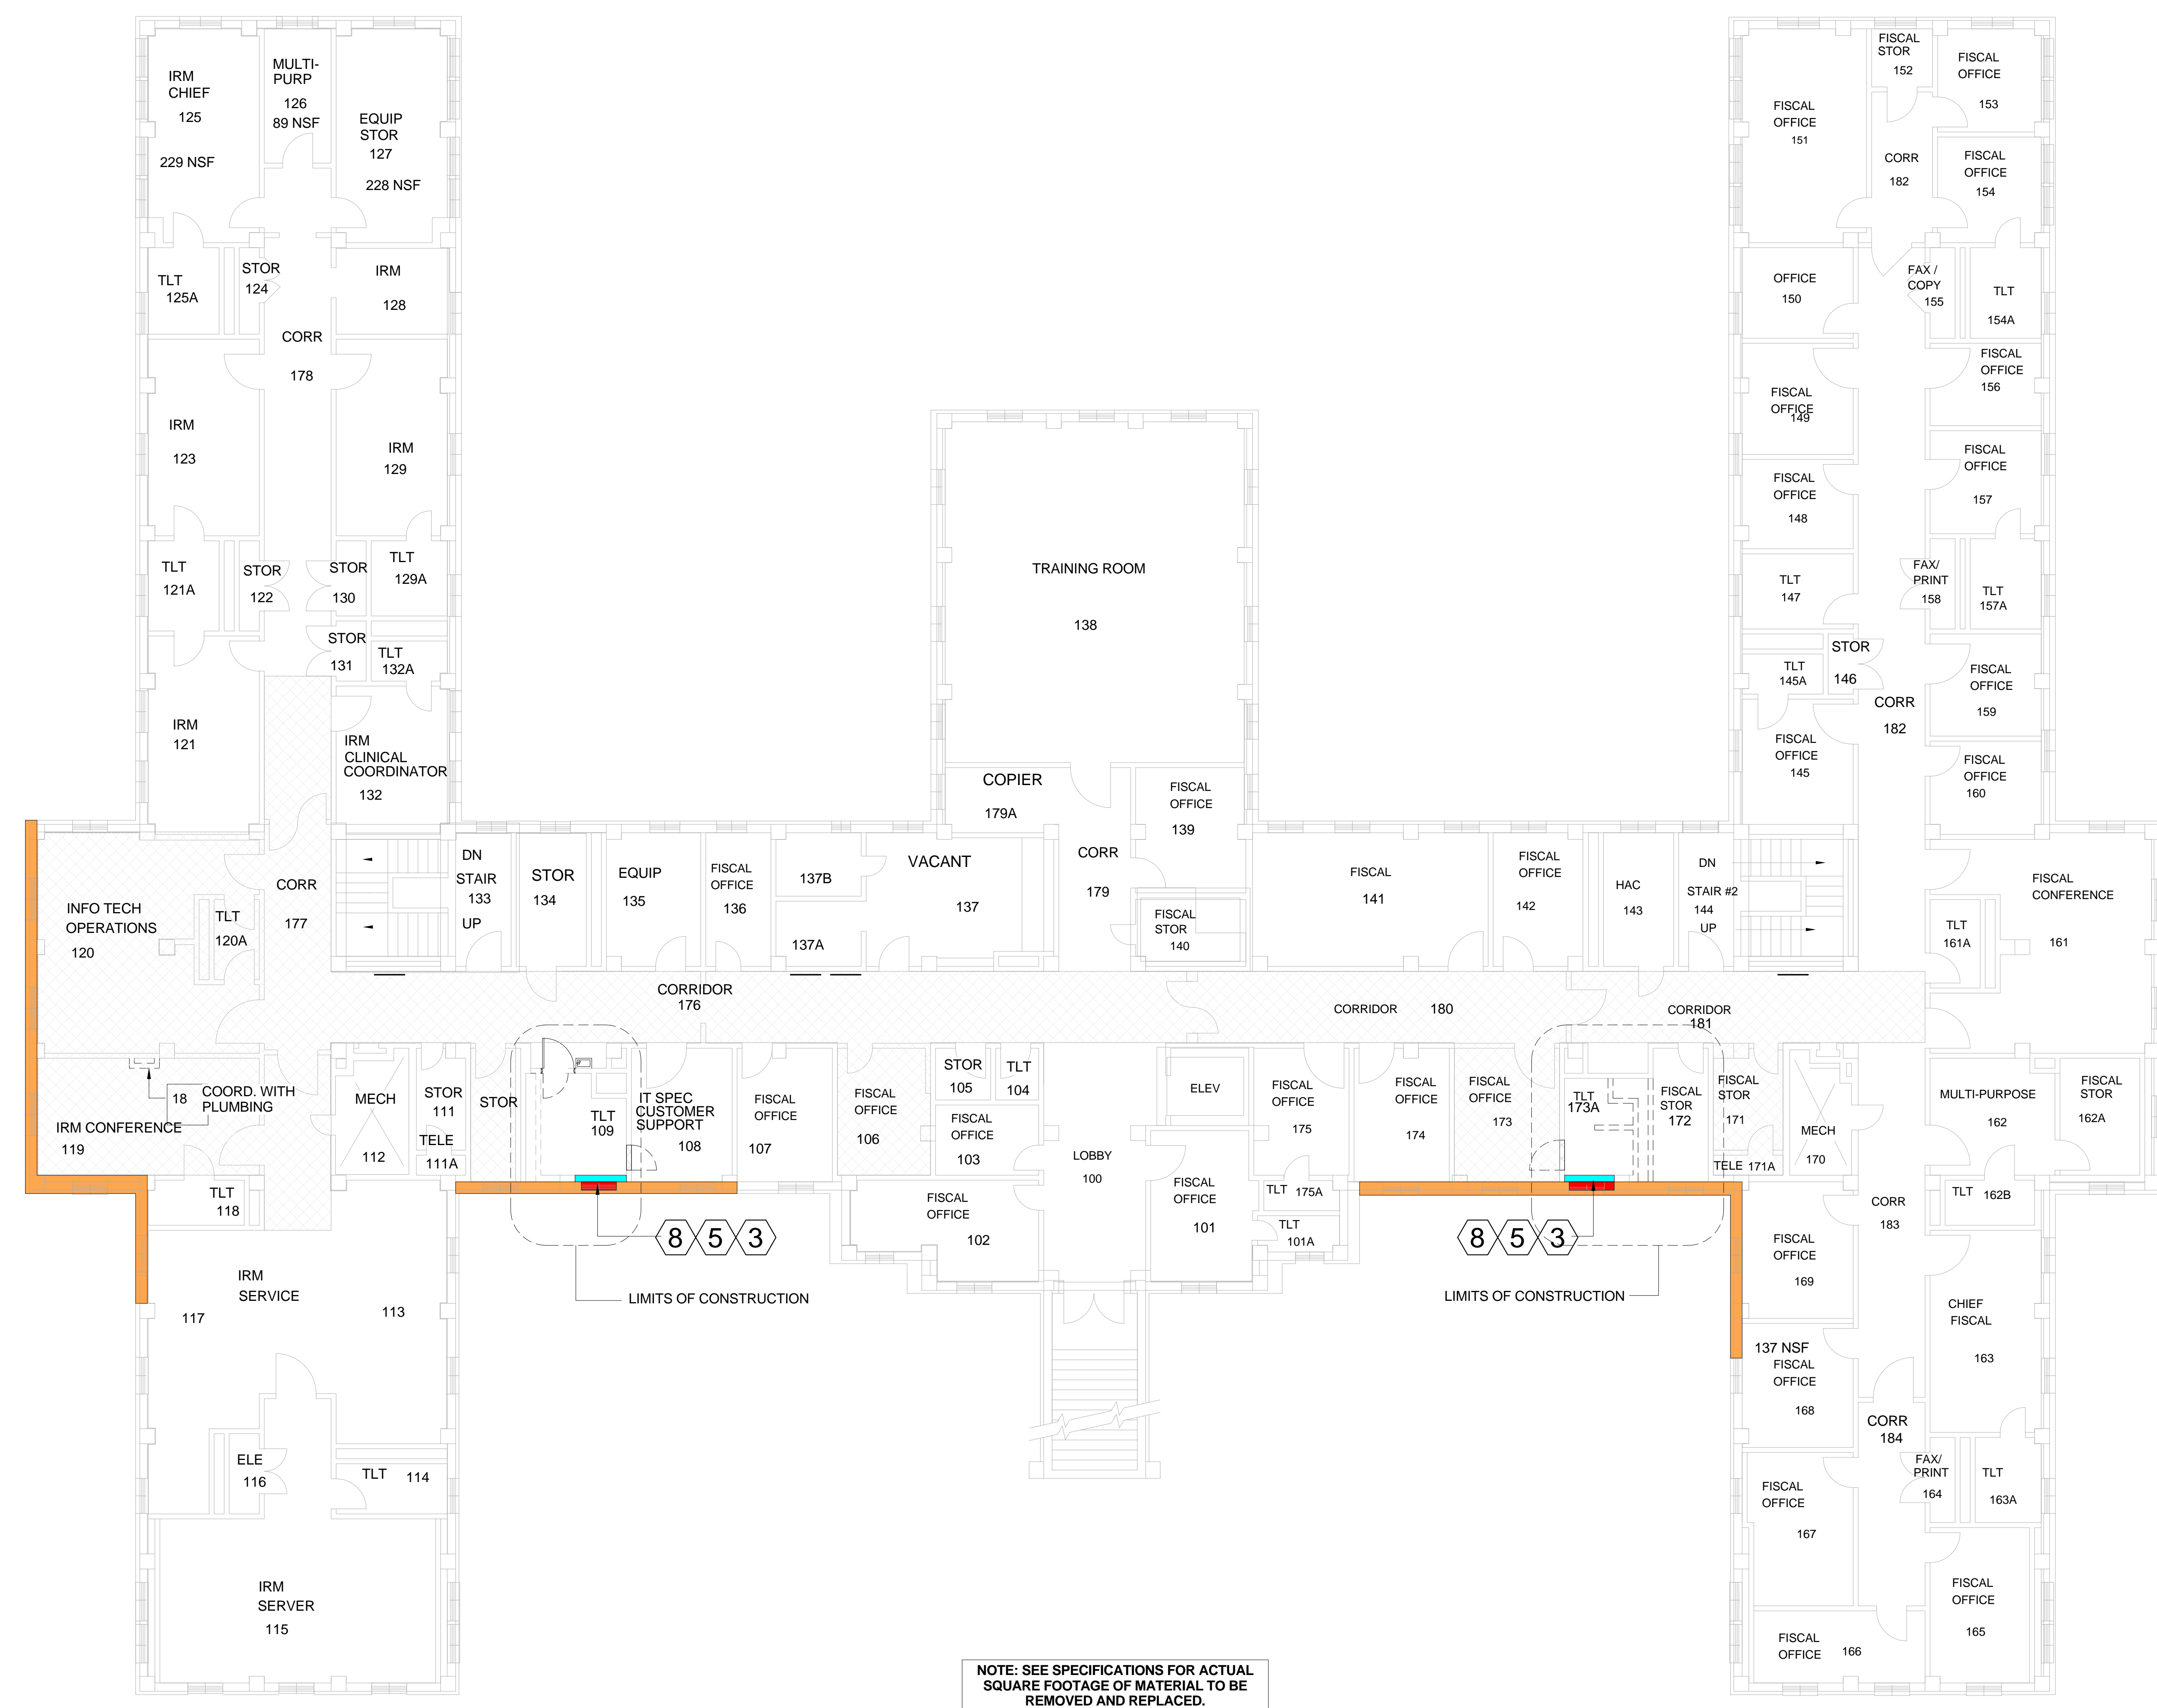 IRM
CHIEF
125
229 NSF
MULTI-
PURP
126
89 NSF
EQUIP
STOR
127
228 NSF
TLT
125A
STOR
124
IRM
128
CORR
178
IRM
123
IRM
129
TLT
121A
STOR
122
STOR
130
TLT
129A
STOR
131
TLT
132A
IRM
121
IRM
CLINICAL
COORDINATOR
132
FISCAL
OFFICE
151
FISCAL
STOR
152
FISCAL
OFFICE
153
CORR
182
FISCAL
OFFICE
154
OFFICE
150
FAX /
COPY
155
TLT
154A
FISCAL
OFFICE
149
FISCAL
OFFICE
156
FISCAL
OFFICE
148
FISCAL
OFFICE
157
TLT
147
FAX/
PRINT
158
TLT
157A
TLT
145A
STOR
146
FISCAL
OFFICE
159
CORR
182
FISCAL
OFFICE
145
FISCAL
OFFICE
160
TRAINING ROOM
138
COPIER
179A
FISCAL
OFFICE
139
CORR
179
FISCAL
STOR
140
INFO TECH
OPERATIONS
120
TLT
120A
CORR
177
DN
STAIR
133
UP
STOR
134
EQUIP
135
FISCAL
OFFICE
136
137B
137A
VACANT
137
FISCAL
141
FISCAL
OFFICE
142
HAC
143
DN
STAIR #2
144
UP
TLT
161A
FISCAL
CONFERENCE
161
CORRIDOR
176
CORRIDOR 180
CORRIDOR
181
18
COORD. WITH
PLUMBING
IRM CONFERENCE
119
TLT
118
MECH
112
STOR
111
TELE
111A
STOR
TLT
109
IT SPEC
CUSTOMER
SUPPORT
108
FISCAL
OFFICE
107
FISCAL
OFFICE
106
STOR
105
TLT
104
FISCAL
OFFICE
103
FISCAL
OFFICE
102
LOBBY
100
ELEV
FISCAL
OFFICE
101
FISCAL
OFFICE
175
TLT 175A
TLT
101A
FISCAL
OFFICE
174
FISCAL
OFFICE
173
TLT
173A
FISCAL
STOR
172
FISCAL
STOR
171
TELE 171A
MECH
170
MULTI-PURPOSE
162
FISCAL
STOR
162A
TLT 162B
CORR
183
8 5 3
LIMITS OF CONSTRUCTION
8 5 3
LIMITS OF CONSTRUCTION
IRM
SERVICE
117
113
ELE
116
TLT 114
IRM
SERVER
115
FISCAL
OFFICE
169
137 NSF
FISCAL
OFFICE
168
CHIEF
FISCAL
163
CORR
184
FAX/
PRINT
164
TLT
163A
FISCAL
OFFICE
167
FISCAL
OFFICE
165
FISCAL
OFFICE 166
NOTE: SEE SPECIFICATIONS FOR ACTUAL
SQUARE FOOTAGE OF MATERIAL TO BE
REMOVED AND REPLACED.